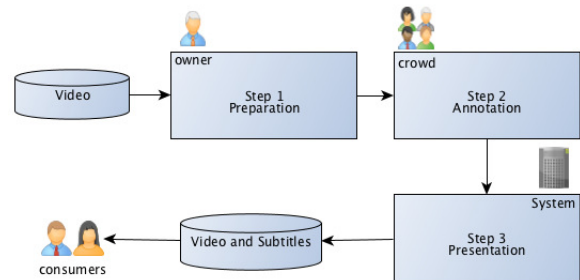 owner
crowd
Video
Step 1
Preparation
Step 2
Annotation
System
Step 3
Presentation
Video and Subtitles
consumers